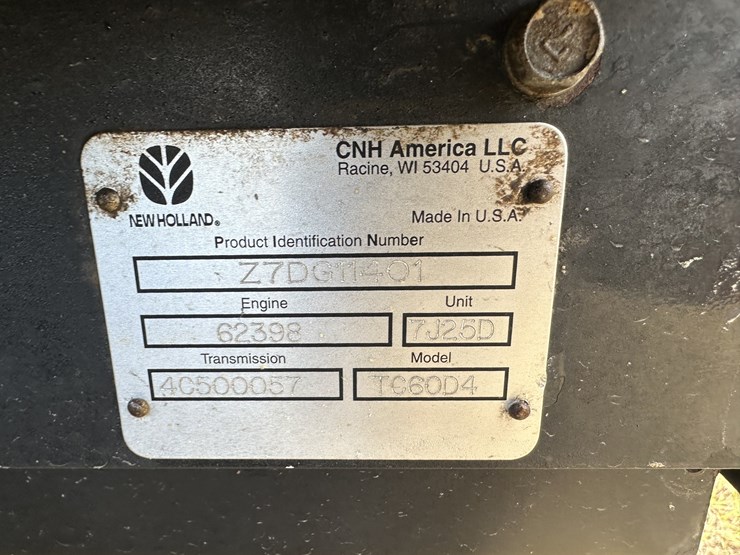 CNH America LLC
Racine, WI 53404 U.S.A.
NEW HOLLAND®
Made In U.S.A.
Product Identification Number
Z7DG11401
Engine
Unit
62398
7J25D
Transmission
Model
4C500057
TC60D4